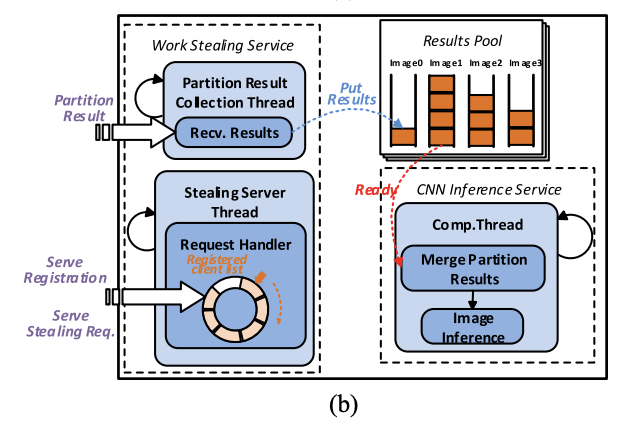 Work Stealing Service
Partition Result
Collection Thread
Recv. Results
Partition
Result
Put
Results
Results Pool
Image0 Image1 Image2 Image3
Ready
Stealing Server
Thread
Request Handler
Registered
client list
Serve
Registration
Serve
Stealing Req.
CNN Inference Service
Comp.Thread
Merge Partition
Results
Image
Inference
(b)